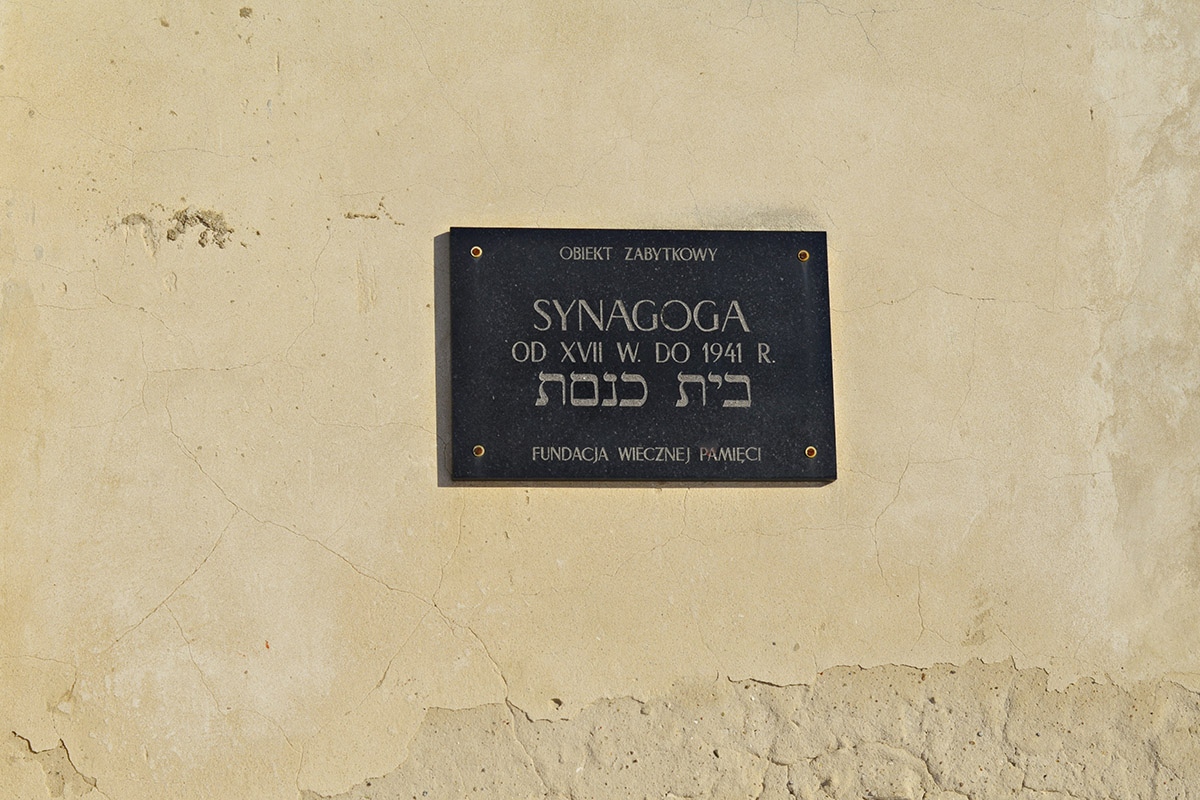 OBIEKT ZABYTKOWY
SYNAGOGA
OD XVII W. DO 1941 R.
בית כנסת
FUNDACJA WIECZNEJ PAMIĘCI